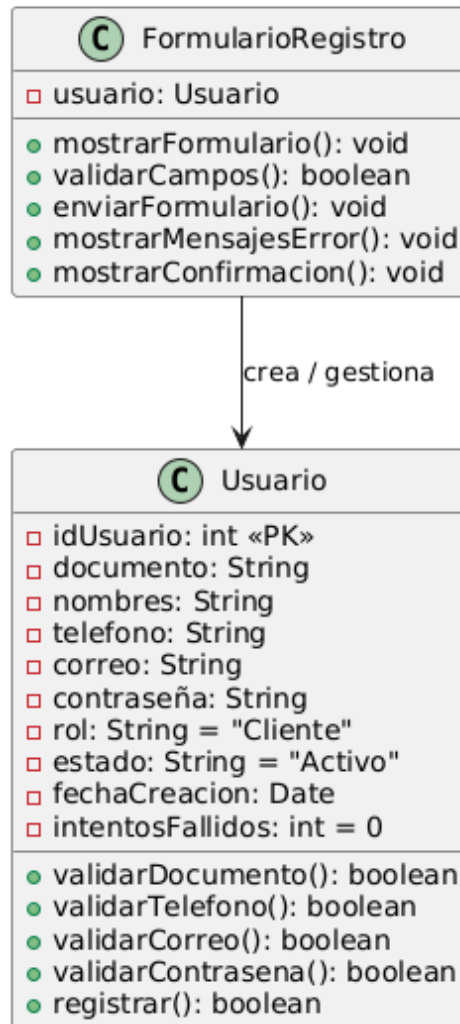 C FormularioRegistro
usuario: Usuario
mostrarFormulario(): void
validarCampos(): boolean
enviarFormulario(): void
mostrarMensajesError(): void
mostrarConfirmacion(): void
crea / gestiona
C Usuario
idUsuario: int «PK»
documento: String
nombres: String
telefono: String
correo: String
contraseña: String
rol: String = "Cliente"
estado: String = "Activo"
fechaCreacion: Date
intentosFallidos: int = 0
validarDocumento(): boolean
validarTelefono(): boolean
validarCorreo(): boolean
validarContrasena(): boolean
registrar(): boolean